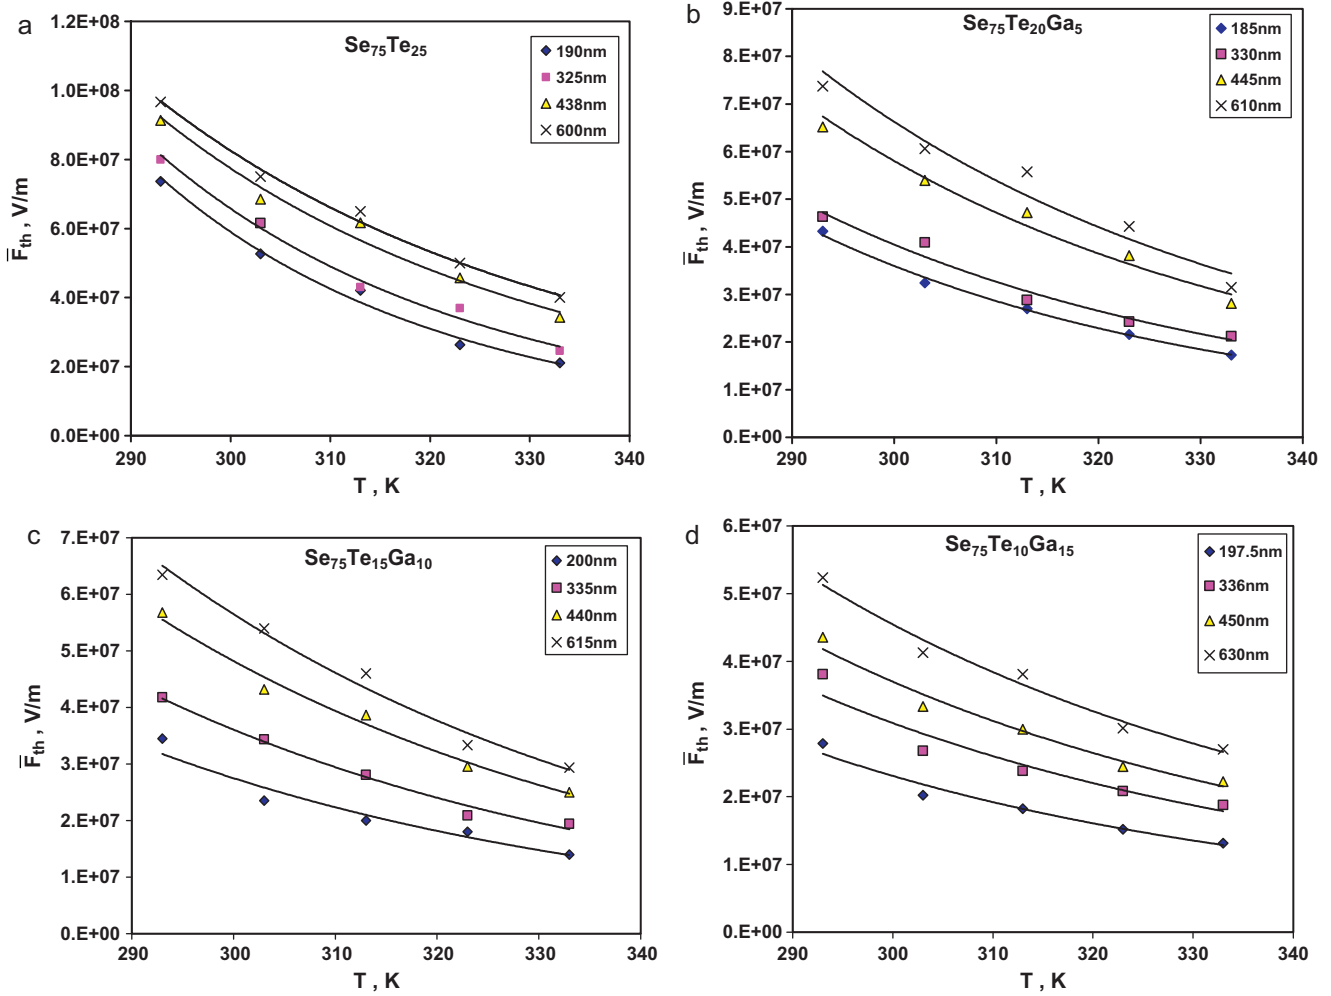 a
Se75Te25
190nm
325nm
438nm
600nm
1.2E+08
1.0E+08
8.0E+07
6.0E+07
4.0E+07
2.0E+07
0.0E+00
F̅th , V/m
290 300 310 320 330 340
T , K
b
Se75Te20Ga5
185nm
330nm
445nm
610nm
9.E+07
8.E+07
7.E+07
6.E+07
5.E+07
4.E+07
3.E+07
2.E+07
1.E+07
0.E+00
F̅th , V/m
290 300 310 320 330 340
T , K
c
Se75Te15Ga10
200nm
335nm
440nm
615nm
7.E+07
6.E+07
5.E+07
4.E+07
3.E+07
2.E+07
1.E+07
0.E+00
F̅th , V/m
290 300 310 320 330 340
T , K
d
Se75Te10Ga15
197.5nm
336nm
450nm
630nm
6.E+07
5.E+07
4.E+07
3.E+07
2.E+07
1.E+07
0.E+00
F̅th , V/m
290 300 310 320 330 340
T , K